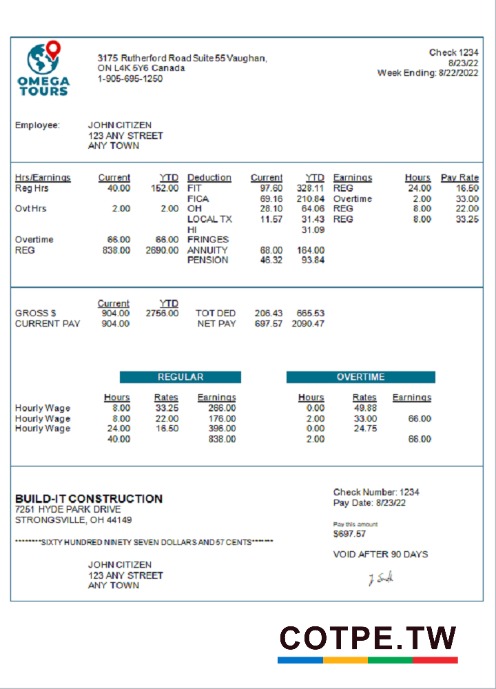 OMEGA
TOURS
3175 Rutherford Road Suite 55 Vaughan,
ON L4K 5Y6 Canada
1-905-695-1250
Check 1234
8/23/22
Week Ending: 8/22/2022
Employee: JOHN CITIZEN
123 ANY STREET
ANY TOWN
Hrs/Earnings Current YTD Deduction Current YTD Earnings Hours Pay Rate
Reg Hrs 40.00 152.00 FIT 97.60 328.11 REG 24.00 16.50
FICA 69.16 210.84 Overtime 2.00 33.00
Ovt Hrs 2.00 2.00 OH 28.10 64.06 REG 8.00 22.00
LOCAL TX 11.57 31.43 REG 8.00 33.25
HI 31.09
Overtime 66.00 66.00 FRINGES
REG 838.00 2690.00 ANNUITY 68.00 164.00
PENSION 46.32 93.84
Current YTD
GROSS $ 904.00 2756.00 TOT DED 206.43 665.53
CURRENT PAY 904.00 NET PAY 697.57 2090.47
REGULAR OVERTIME
Hours Rates Earnings Hours Rates Earnings
Hourly Wage 8.00 33.25 266.00 0.00 49.88
Hourly Wage 8.00 22.00 176.00 2.00 33.00 66.00
Hourly Wage 24.00 16.50 396.00 0.00 24.75
40.00 838.00 2.00 66.00
BUILD-IT CONSTRUCTION
7251 HYDE PARK DRIVE
STRONGSVILLE, OH 44149
Check Number: 1234
Pay Date: 8/23/22
Pay this amount
$697.57
********SIXTY HUNDRED NINETY SEVEN DOLLARS AND 57 CENTS*******
VOID AFTER 90 DAYS
JOHN CITIZEN
123 ANY STREET
ANY TOWN
COTPE.TW